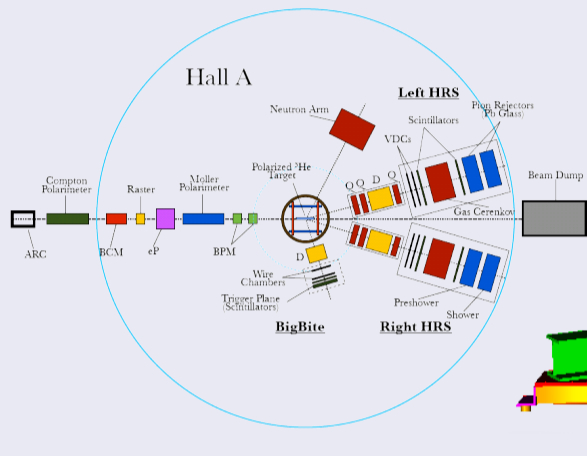 Hall A
Left HRS
Pion Rejectors
(Pb Glass)
Neutron Arm
Scintillators
VDCs
Polarized ³He
Target
Compton
Polarimeter
Raster
Moller
Polarimeter
Q
Q
D
Q
Beam Dump
Gas Cerenkov
ARC
BCM
eP
BPM
D
Wire
Chambers
Trigger Plane
(Scintillators)
Preshower
Shower
BigBite
Right HRS